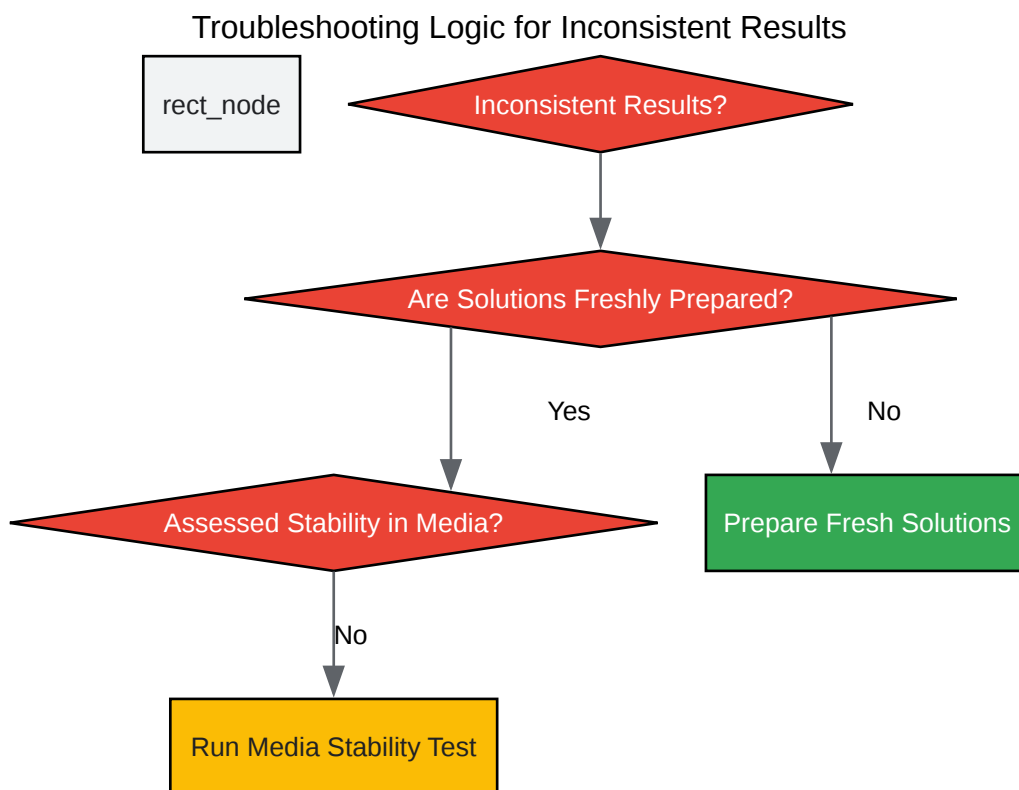 Troubleshooting Logic for Inconsistent Results
rect_node
Inconsistent Results?
Are Solutions Freshly Prepared?
Yes
No
Assessed Stability in Media?
Prepare Fresh Solutions
No
Run Media Stability Test